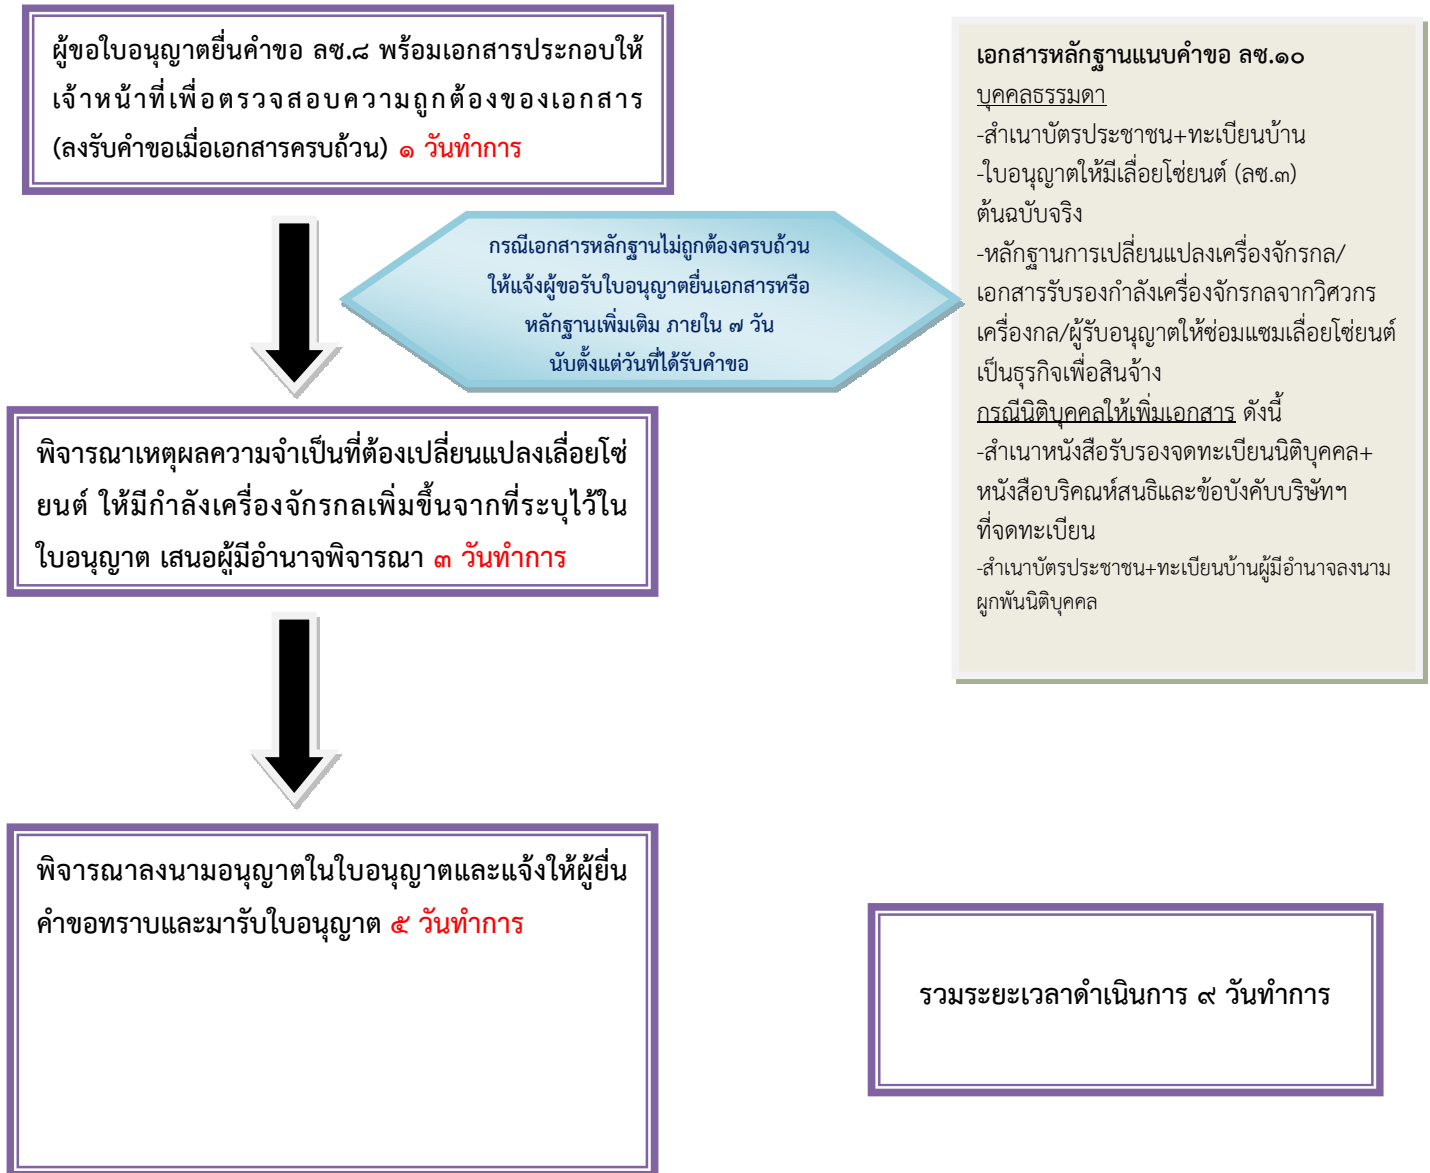 ผู้ขอใบอนุญาตยื่นคำขอ ลซ.๘ พร้อมเอกสารประกอบให้
เจ้าหน้าที่เพื่อตรวจสอบความถูกต้องของเอกสาร
(ลงรับคำขอเมื่อเอกสารครบถ้วน) ๑ วันทำการ
กรณีเอกสารหลักฐานไม่ถูกต้องครบถ้วน
ให้แจ้งผู้ขอรับใบอนุญาตยื่นเอกสารหรือ
หลักฐานเพิ่มเติม ภายใน ๗ วัน
นับตั้งแต่วันที่ได้รับคำขอ
เอกสารหลักฐานแนบคำขอ ลซ.๑๐
บุคคลธรรมดา
-สำเนาบัตรประชาชน+ทะเบียนบ้าน
-ใบอนุญาตให้มีเลื่อยโซ่ยนต์ (ลซ.๓)
ต้นฉบับจริง
-หลักฐานการเปลี่ยนแปลงเครื่องจักรกล/
เอกสารรับรองกำลังเครื่องจักรกลจากวิศวกร
เครื่องกล/ผู้รับอนุญาตให้ซ่อมแซมเลื่อยโซ่ยนต์
เป็นธุรกิจเพื่อสินจ้าง
กรณีนิติบุคคลให้เพิ่มเอกสาร ดังนี้
-สำเนาหนังสือรับรองจดทะเบียนนิติบุคคล+
หนังสือบริคณห์สนธิและข้อบังคับบริษัทฯ
ที่จดทะเบียน
-สำเนาบัตรประชาชน+ทะเบียนบ้านผู้มีอำนาจลงนาม
ผูกพันนิติบุคคล
พิจารณาเหตุผลความจำเป็นที่ต้องเปลี่ยนแปลงเลื่อยโซ่
ยนต์ ให้มีกำลังเครื่องจักรกลเพิ่มขึ้นจากที่ระบุไว้ใน
ใบอนุญาต เสนอผู้มีอำนาจพิจารณา ๓ วันทำการ
พิจารณาลงนามอนุญาตในใบอนุญาตและแจ้งให้ผู้ยื่น
คำขอทราบและมารับใบอนุญาต ๕ วันทำการ
รวมระยะเวลาดำเนินการ ๙ วันทำการ